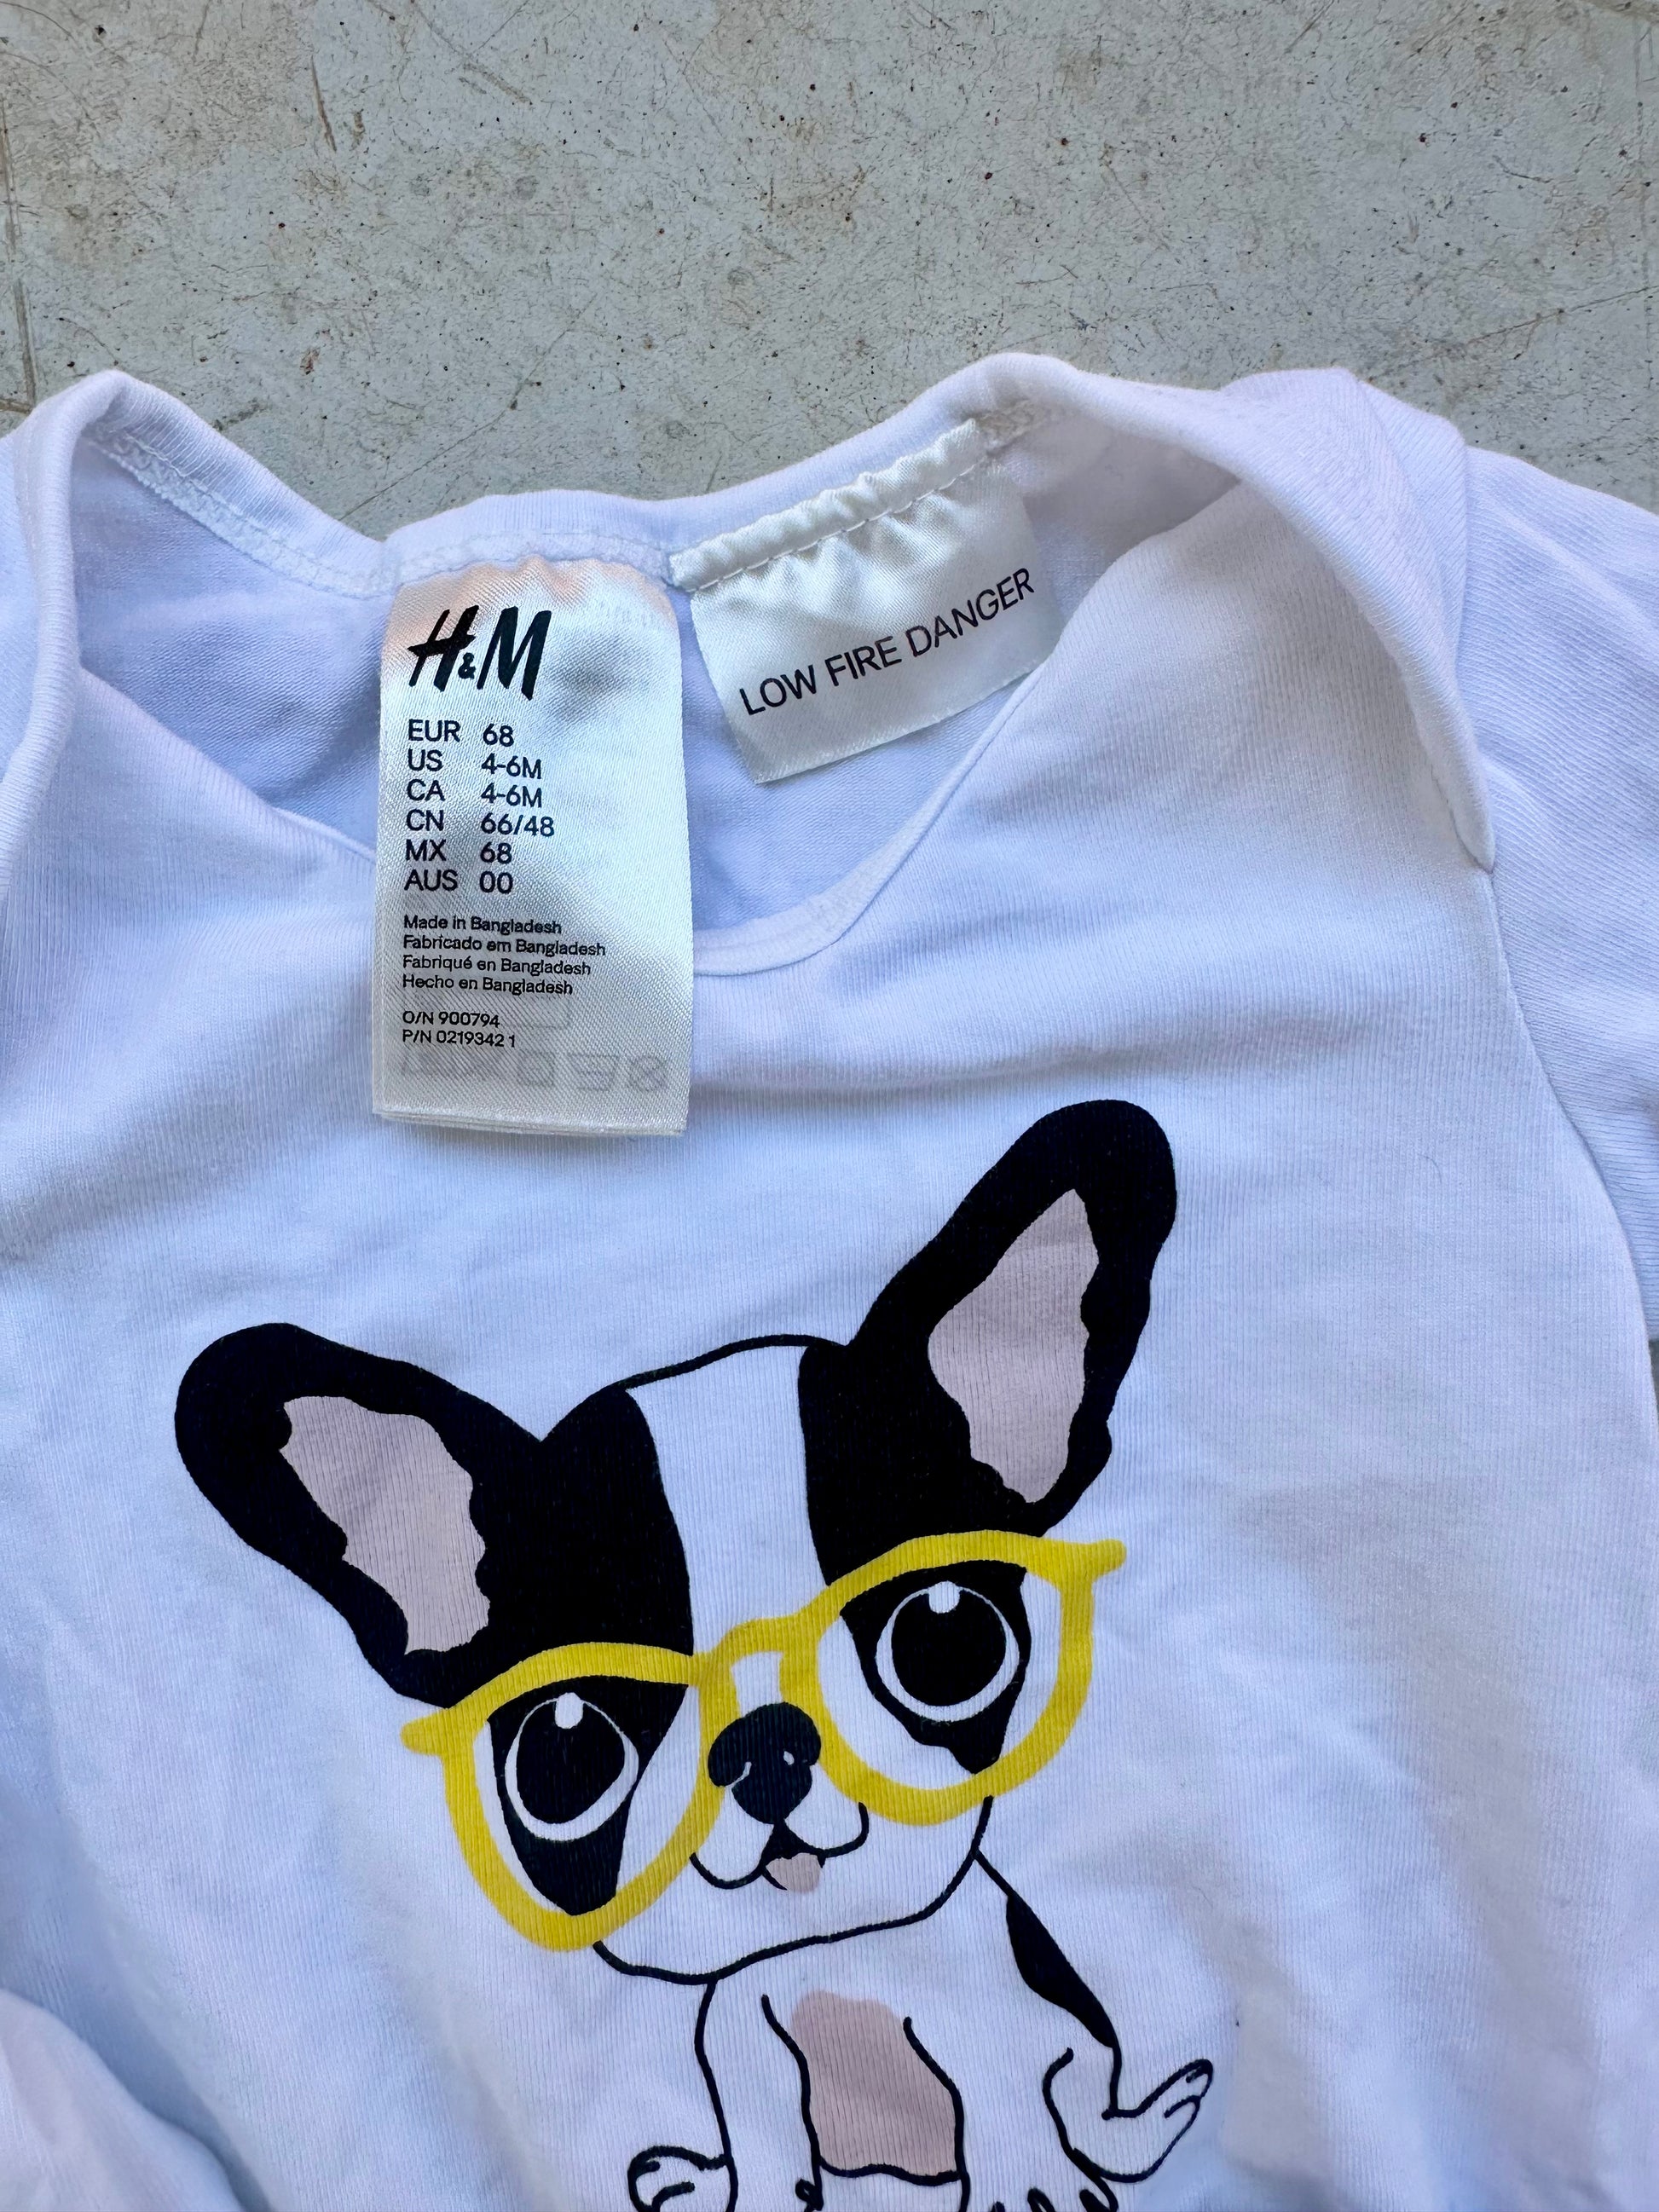 H&M
EUR 68
US 4-6M
CA 4-6M
CN 66/48
MX 68
AUS 00
Made in Bangladesh
Fabricado em Bangladesh
Fabriqué en Bangladesh
Hecho en Bangladesh
O/N 900794
P/N 0219342 1
LOW FIRE DANGER